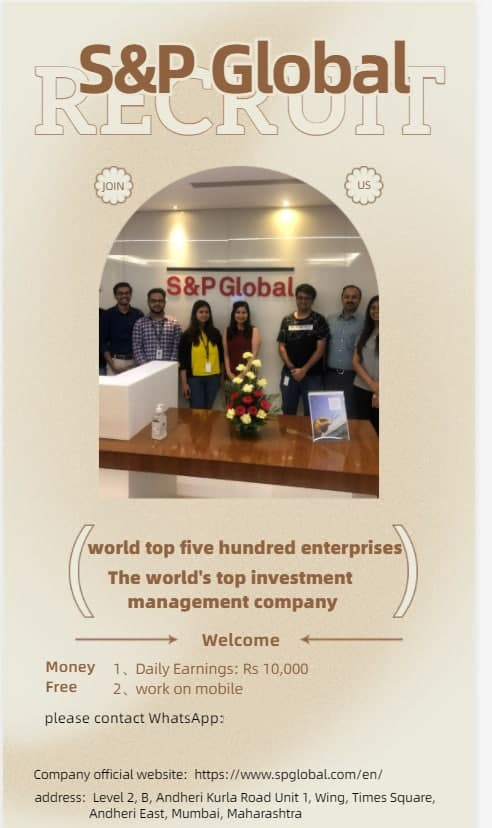 S&P Global
RECRUIT
JOIN
US
S&P Global
world top five hundred enterprises
The world's top investment
management company
Welcome
Money 1、Daily Earnings: Rs 10,000
Free 2、work on mobile
please contact WhatsApp:
Company official website: https://www.spglobal.com/en/
address: Level 2, B, Andheri Kurla Road Unit 1, Wing, Times Square,
Andheri East, Mumbai, Maharashtra